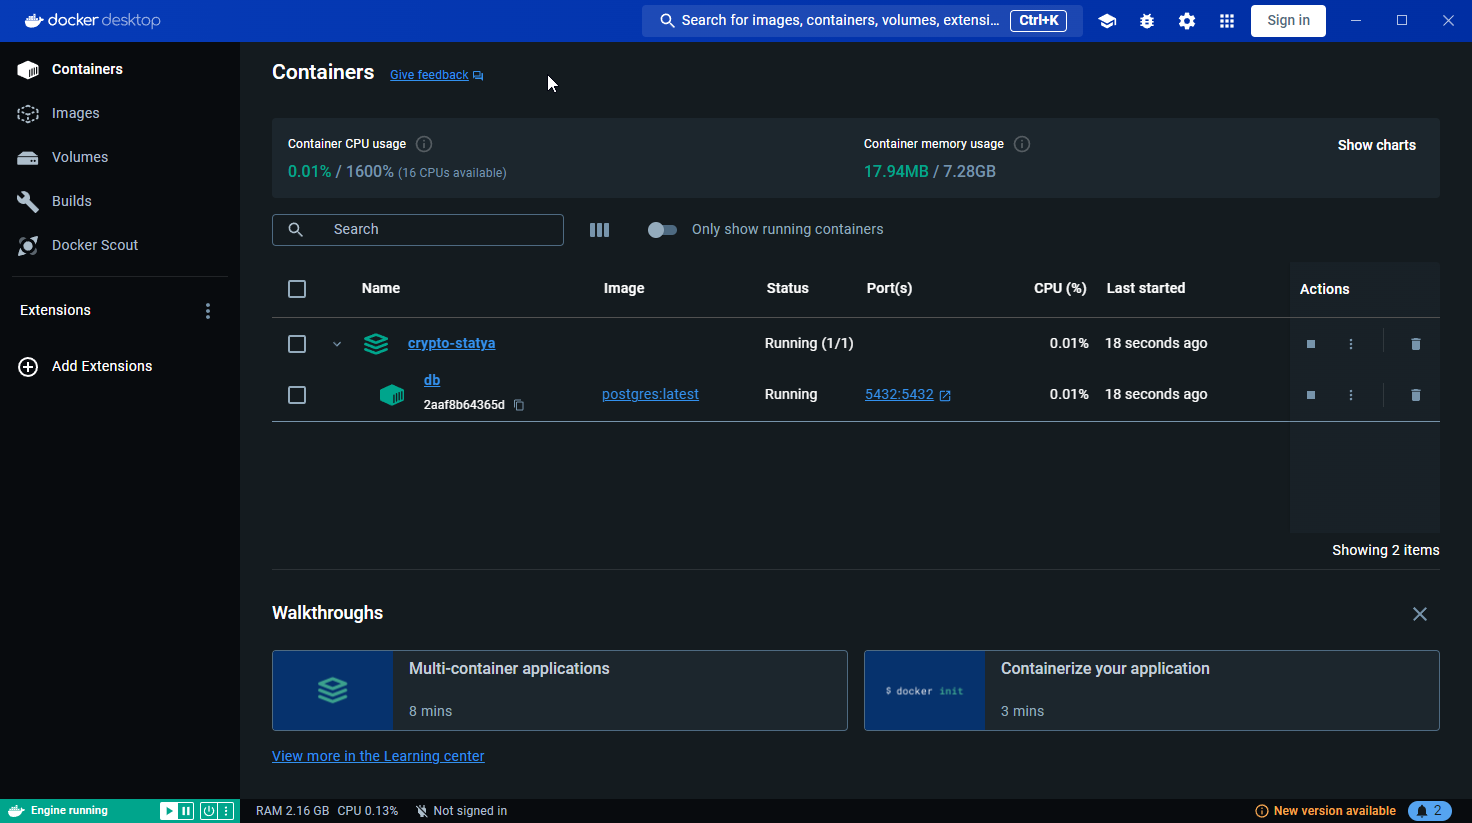 docker desktop
Search for images, containers, volumes, extensi... Ctrl+K
Sign in
Containers
Images
Volumes
Builds
Docker Scout
Extensions
Add Extensions
Containers Give feedback
Container CPU usage
0.01% / 1600% (16 CPUs available)
Container memory usage
17.94MB / 7.28GB
Show charts
Search
Only show running containers
Name Image Status Port(s) CPU (%) Last started Actions
crypto-statya Running (1/1) 0.01% 18 seconds ago
db
2aaf8b64365d postgres:latest Running 5432:5432 0.01% 18 seconds ago
Showing 2 items
Walkthroughs
Multi-container applications
8 mins
$ docker init
Containerize your application
3 mins
View more in the Learning center
Engine running
RAM 2.16 GB CPU 0.13% Not signed in
New version available 2